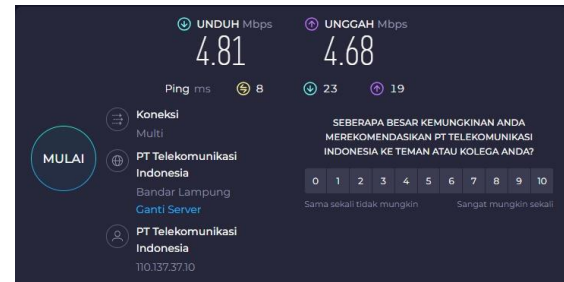 UNDUH Mbps
UNGGAH Mbps
4.81
4.68
Ping ms 8 23 19
Koneksi
Multi
MULAI
PT Telekomunikasi
Indonesia
Bandar Lampung
Ganti Server
PT Telekomunikasi
Indonesia
110.137.37.10
SEBERAPA BESAR KEMUNGKINAN ANDA
MEREKOMENDASIKAN PT TELEKOMUNIKASI
INDONESIA KE TEMAN ATAU KOLEGA ANDA?
0 1 2 3 4 5 6 7 8 9 10
Sama sekali tidak mungkin
Sangat mungkin sekali